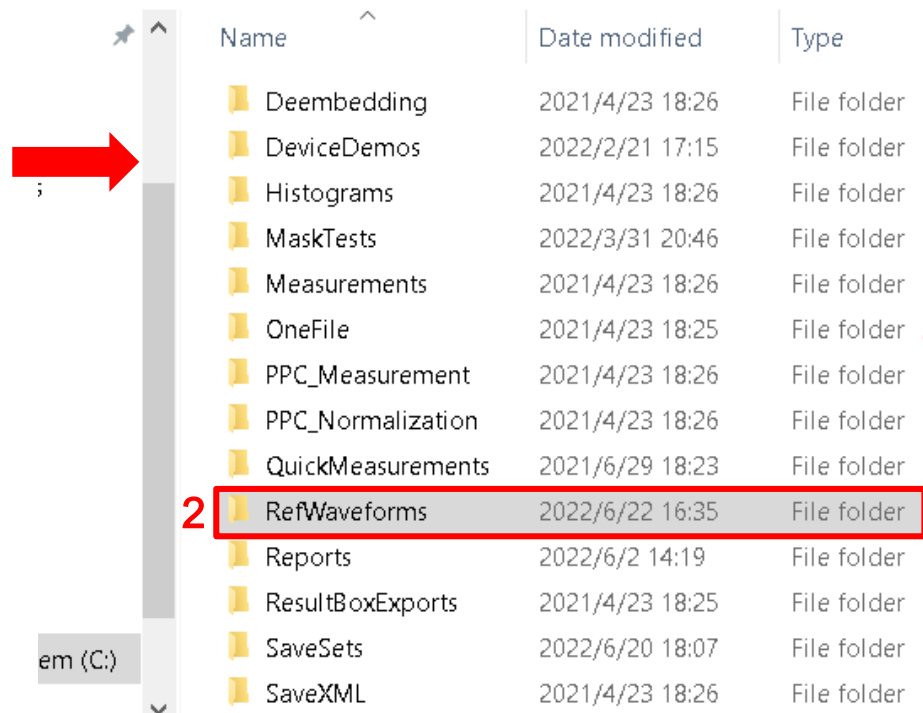 Name Date modified Type
Deembedding 2021/4/23 18:26 File folder
DeviceDemos 2022/2/21 17:15 File folder
Histograms 2021/4/23 18:26 File folder
MaskTests 2022/3/31 20:46 File folder
Measurements 2021/4/23 18:26 File folder
OneFile 2021/4/23 18:25 File folder
PPC_Measurement 2021/4/23 18:26 File folder
PPC_Normalization 2021/4/23 18:26 File folder
QuickMeasurements 2021/6/29 18:23 File folder
2 RefWaveforms 2022/6/22 16:35 File folder
Reports 2022/6/2 14:19 File folder
ResultBoxExports 2021/4/23 18:25 File folder
em (C:) SaveSets 2022/6/20 18:07 File folder
SaveXML 2021/4/23 18:26 File folder